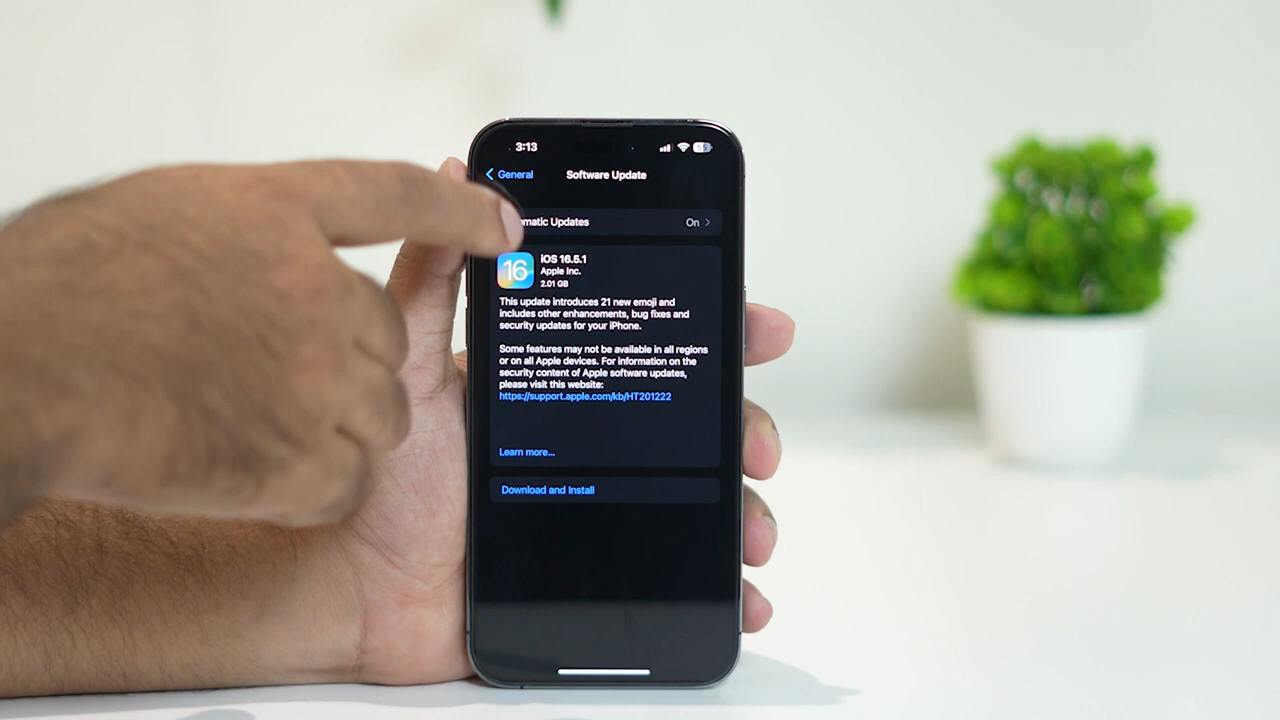 3:13
General
Software Update
matic Updates
On
16
iOS 16.5.1
Apple Inc.
2.01 GB
This update introduces 21 new emoji and
includes other enhancements, bug fixes and
security updates for your iPhone.
Some features may not be available in all regions
or on all Apple devices. For information on the
security content of Apple software updates,
please visit this website:
https://support.apple.com/kb/HT201222
Learn more...
Download and Install